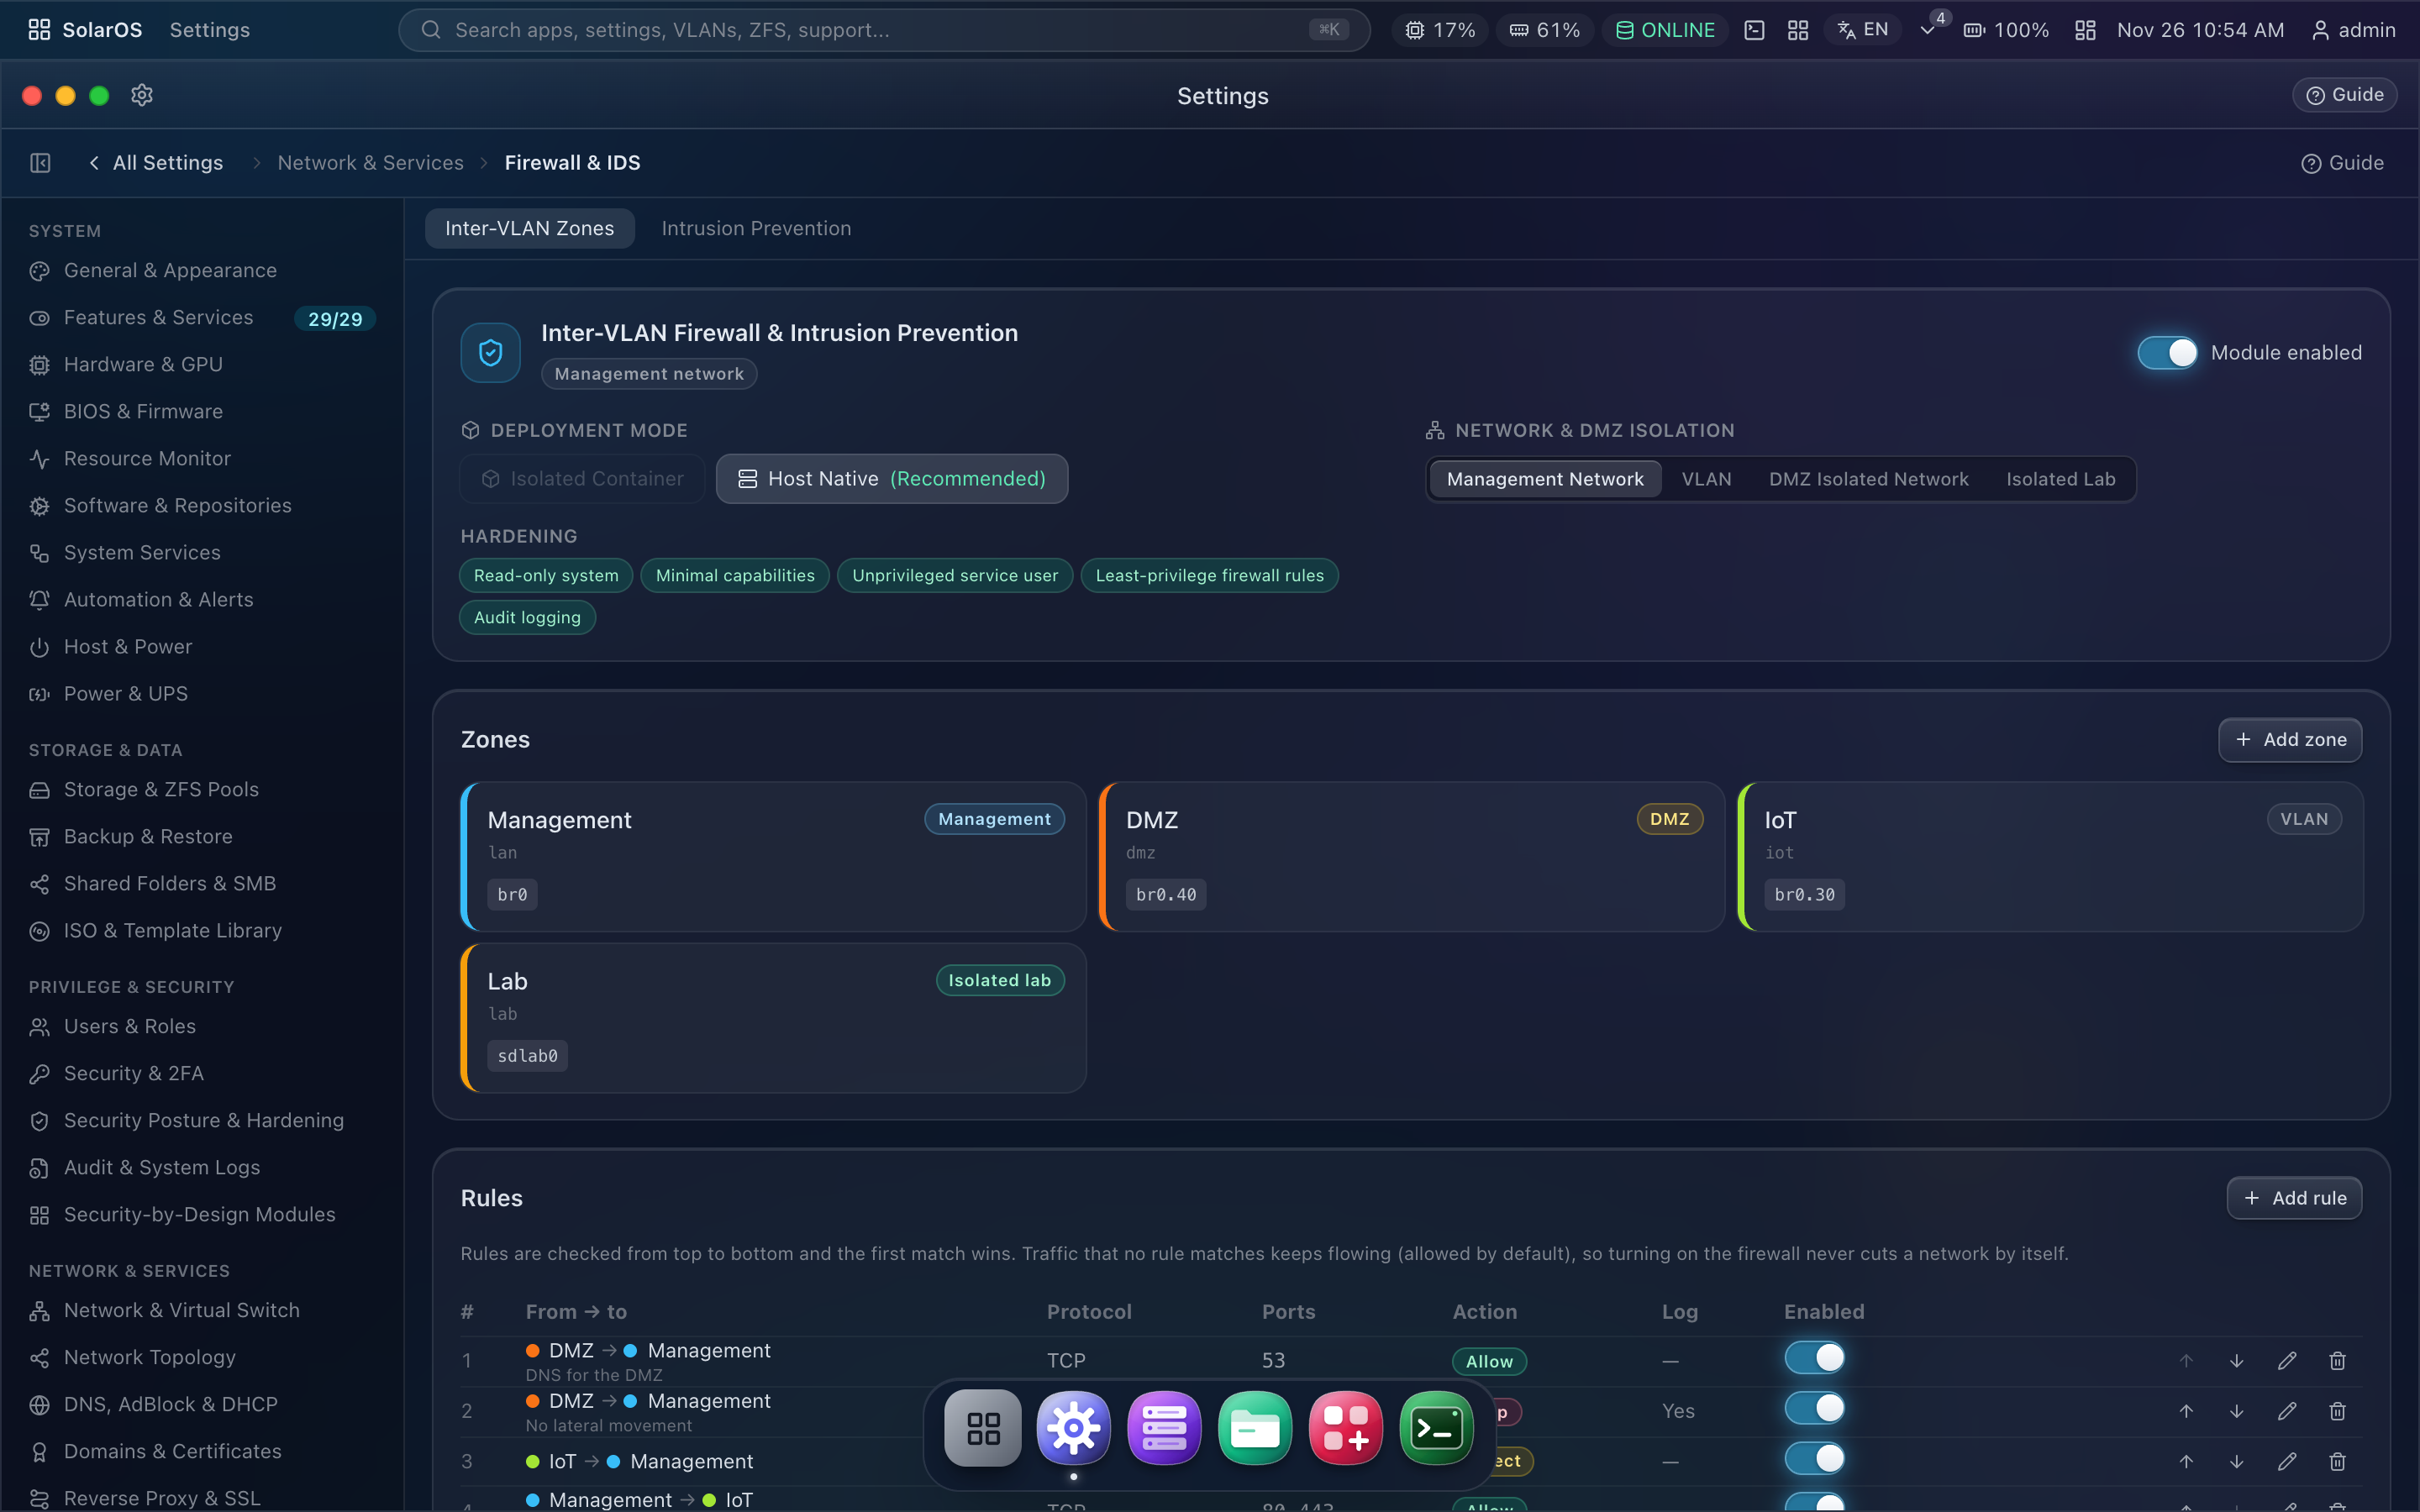 SolarOS Settings Search apps, settings, VLANs, ZFS, support... ⌘K 17% 61% ONLINE EN 4 100% Nov 26 10:54 AM admin
Settings Guide
All Settings Network & Services Firewall & IDS Guide
SYSTEM
General & Appearance
Features & Services 29/29
Hardware & GPU
BIOS & Firmware
Resource Monitor
Software & Repositories
System Services
Automation & Alerts
Host & Power
Power & UPS
STORAGE & DATA
Storage & ZFS Pools
Backup & Restore
Shared Folders & SMB
ISO & Template Library
PRIVILEGE & SECURITY
Users & Roles
Security & 2FA
Security Posture & Hardening
Audit & System Logs
Security-by-Design Modules
NETWORK & SERVICES
Network & Virtual Switch
Network Topology
DNS, AdBlock & DHCP
Domains & Certificates
Reverse Proxy & SSL
Inter-VLAN Zones Intrusion Prevention
Inter-VLAN Firewall & Intrusion Prevention
Management network
Module enabled
DEPLOYMENT MODE
Isolated Container Host Native (Recommended)
NETWORK & DMZ ISOLATION
Management Network VLAN DMZ Isolated Network Isolated Lab
HARDENING
Read-only system Minimal capabilities Unprivileged service user Least-privilege firewall rules
Audit logging
Zones Add zone
Management Management
lan
br0
DMZ DMZ
dmz
br0.40
IoT VLAN
iot
br0.30
Lab Isolated lab
lab
sdlab0
Rules Add rule
Rules are checked from top to bottom and the first match wins. Traffic that no rule matches keeps flowing (allowed by default), so turning on the firewall never cuts a network by itself.
# From → to Protocol Ports Action Log Enabled
1 DMZ → Management TCP 53 Allow —
DNS for the DMZ
2 DMZ → Management p Yes
No lateral movement
3 IoT → Management ect —
4 Management → IoT TCP 80, 443 Allow